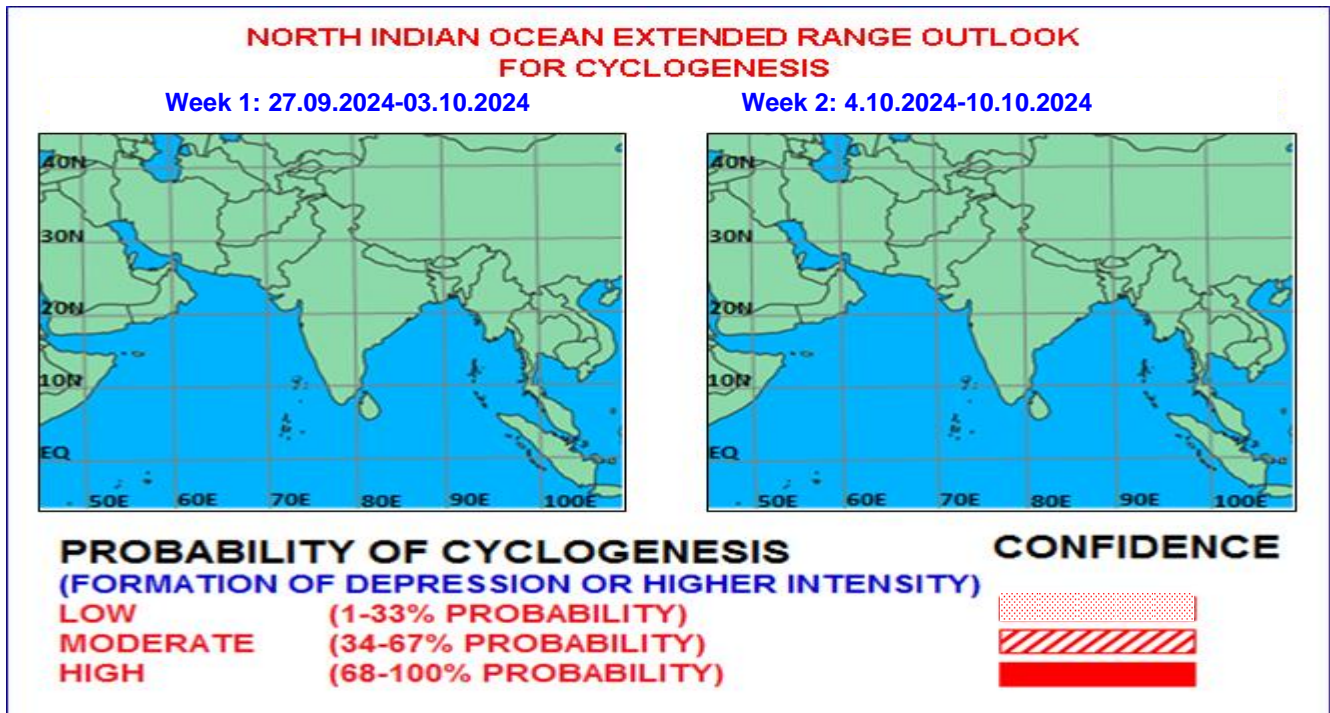 NORTH INDIAN OCEAN EXTENDED RANGE OUTLOOK
FOR CYCLOGENESIS
Week 1: 27.09.2024-03.10.2024
Week 2: 4.10.2024-10.10.2024
40N
30N
20N
10N
EQ
50E 60E 70E 80E 90E 100E
40N
30N
20N
10N
EQ
50E 60E 70E 80E 90E 100E
PROBABILITY OF CYCLOGENESIS
CONFIDENCE
(FORMATION OF DEPRESSION OR HIGHER INTENSITY)
LOW (1-33% PROBABILITY)
MODERATE (34-67% PROBABILITY)
HIGH (68-100% PROBABILITY)